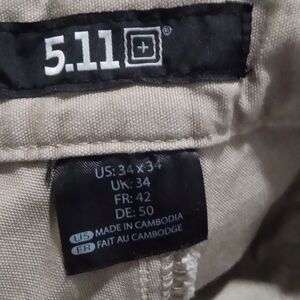 5.11®
US: 34 x 34
UK: 34
FR: 42
DE: 50
US MADE IN CAMBODIA
FR FAIT AU CAMBODGE